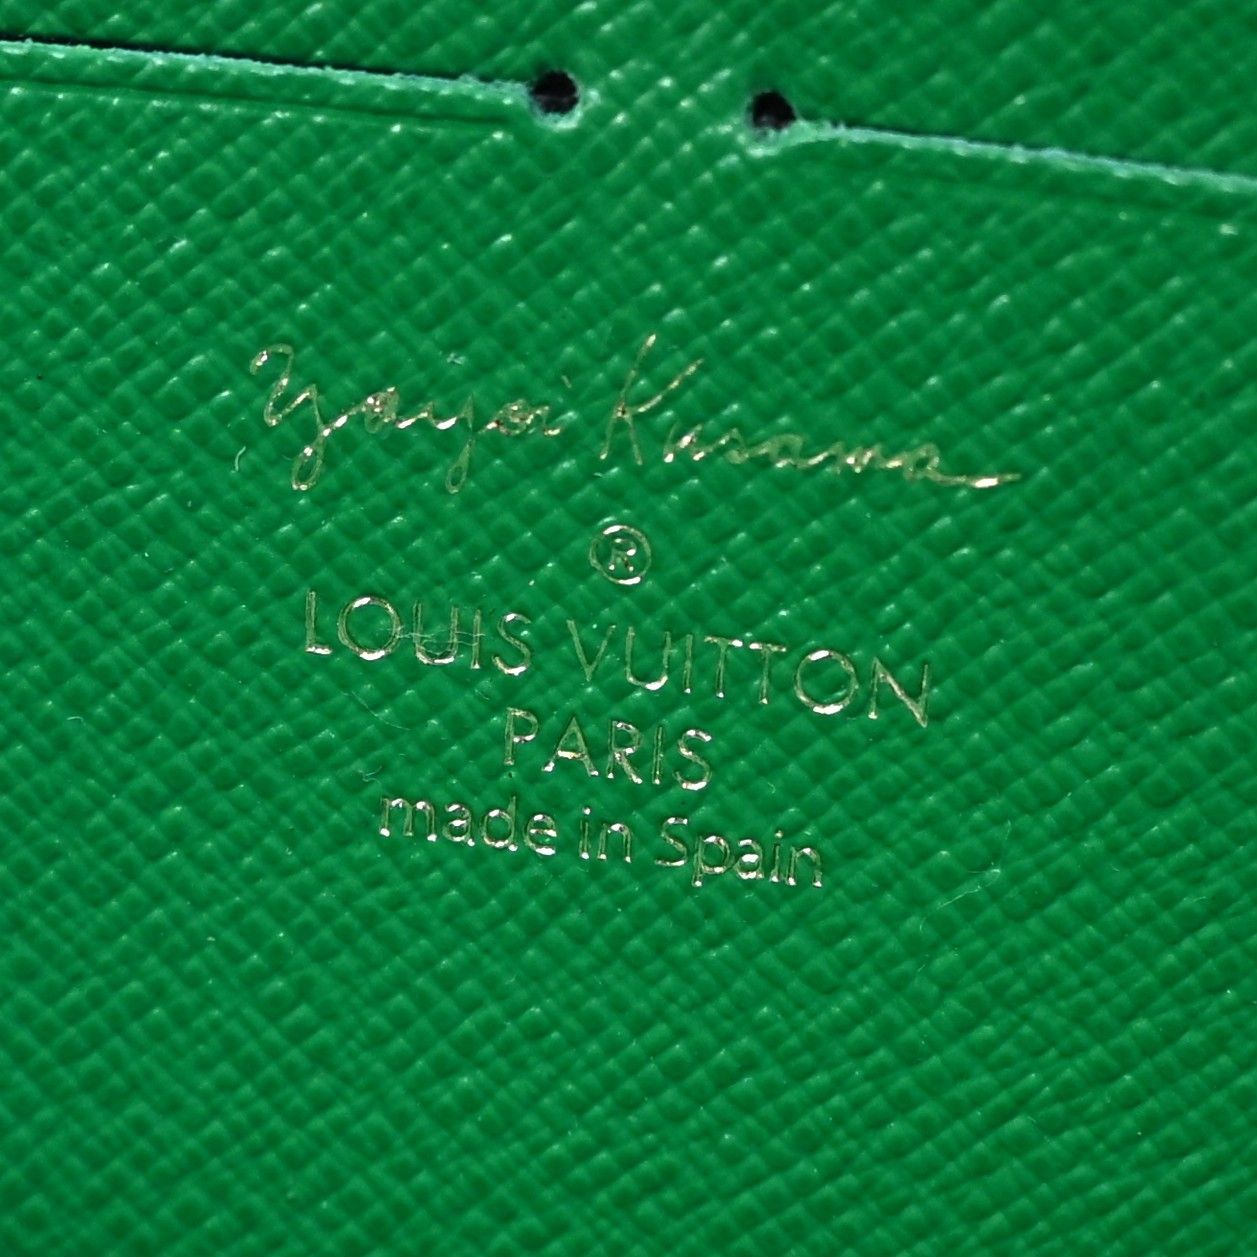 Yayoi Kusama
®
LOUIS VUITTON
PARIS
made in Spain